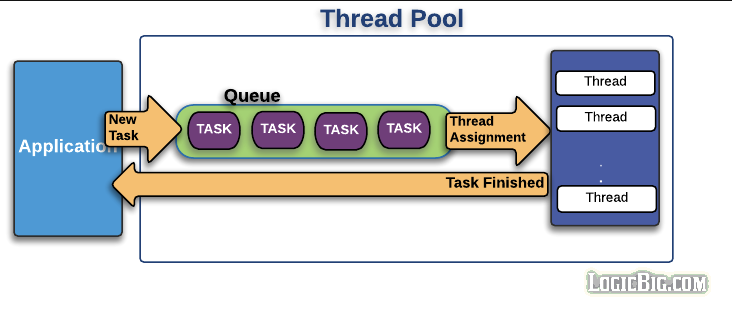 Thread Pool
Queue
New
Task
TASK
TASK
TASK
TASK
Thread
Assignment
Application
Thread
Thread
.
.
Thread
Task Finished
LogicBig.com